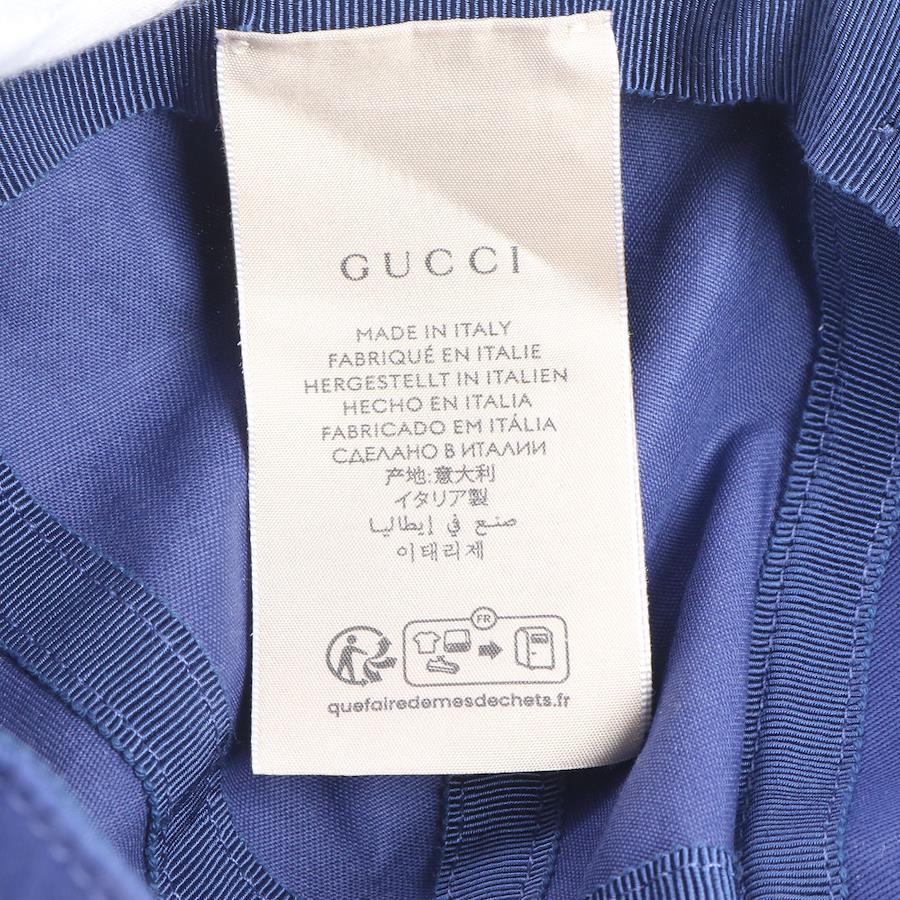 GUCCI
MADE IN ITALY
FABRIQUÉ EN ITALIE
HERGESTELLT IN ITALIEN
HECHO EN ITALIA
FABRICADO EM ITÁLIA
СДЕЛАНО В ИТАЛИИ
产地:意大利
イタリア製
صنع في إيطاليا
이태리제
FR
quefairedemesdechets.fr